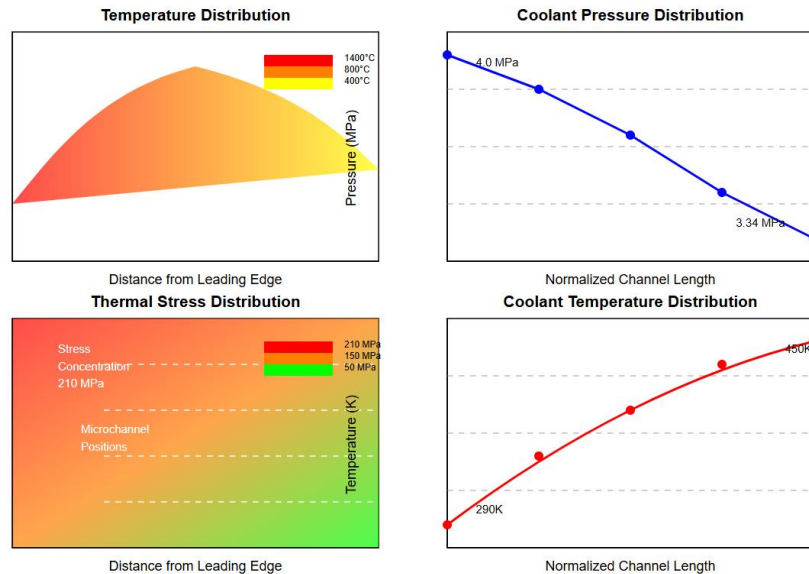 Temperature Distribution
1400°C
800°C
400°C
Distance from Leading Edge
Coolant Pressure Distribution
Pressure (MPa)
4.0 MPa
3.34 MPa
Normalized Channel Length
Thermal Stress Distribution
Stress
Concentration
210 MPa
Microchannel
Positions
210 MPa
150 MPa
50 MPa
Distance from Leading Edge
Coolant Temperature Distribution
Temperature (K)
290K
450K
Normalized Channel Length